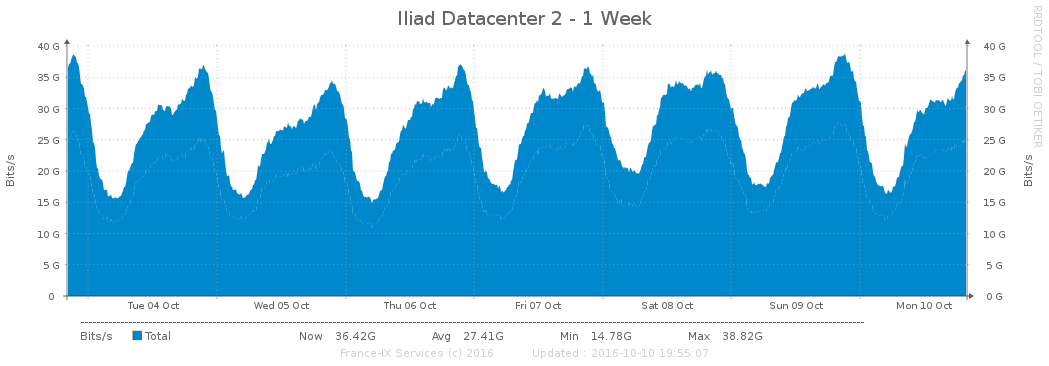 Iliad Datacenter 2 - 1 Week
RRDTOOL / TOBI OETIKER
Bits/s
40 G
35 G
30 G
25 G
20 G
15 G
10 G
5 G
0
40 G
35 G
30 G
25 G
20 G
15 G
10 G
5 G
0 G
Bits/s
Tue 04 Oct Wed 05 Oct Thu 06 Oct Fri 07 Oct Sat 08 Oct Sun 09 Oct Mon 10 Oct
Bits/s Total Now 36.42G Avg 27.41G Min 14.78G Max 38.82G
France-IX Services (c) 2016 Updated : 2016-10-10 19:55:07